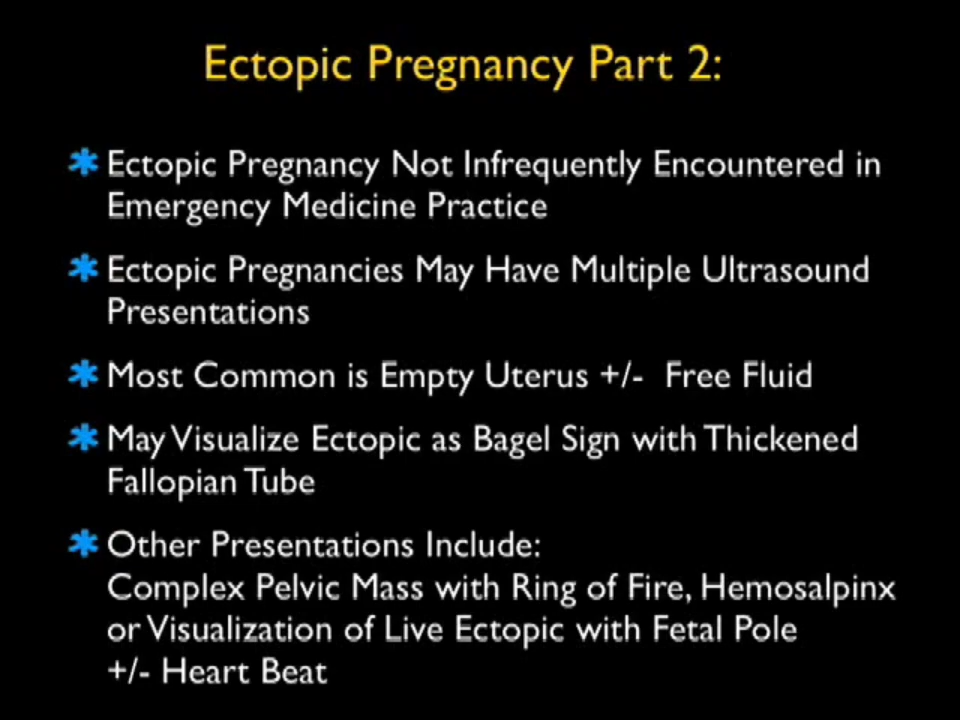 Ectopic Pregnancy Part 2:
✱ Ectopic Pregnancy Not Infrequently Encountered in
Emergency Medicine Practice
✱ Ectopic Pregnancies May Have Multiple Ultrasound
Presentations
✱ Most Common is Empty Uterus +/- Free Fluid
✱ May Visualize Ectopic as Bagel Sign with Thickened
Fallopian Tube
✱ Other Presentations Include:
Complex Pelvic Mass with Ring of Fire, Hemosalpinx
or Visualization of Live Ectopic with Fetal Pole
+/- Heart Beat